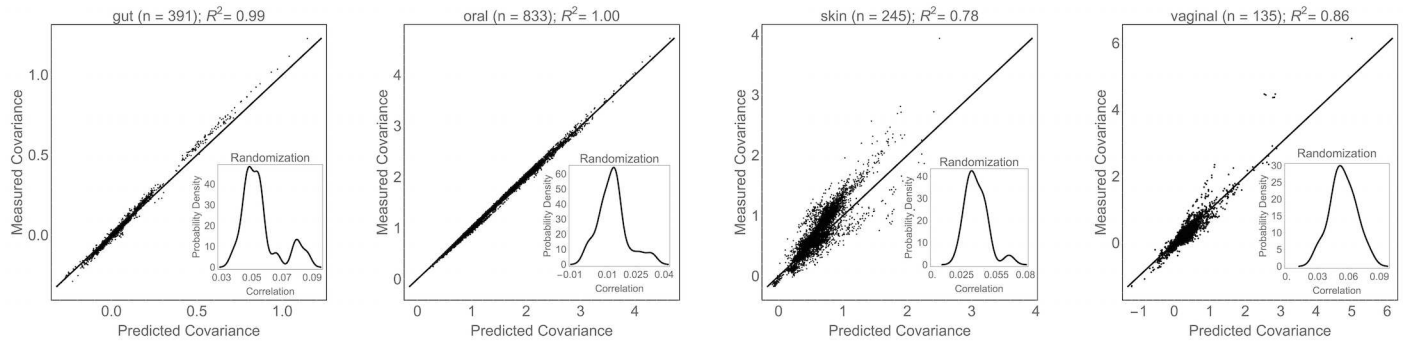 gut (n = 391); R² = 0.99
Measured Covariance
1.0
0.5
0.0
0.0 0.5 1.0
Predicted Covariance
Randomization
Probability Density
40
30
20
10
0
0.03 0.05 0.07 0.09
Correlation
oral (n = 833); R² = 1.00
Measured Covariance
4
3
2
1
0
0 1 2 3 4
Predicted Covariance
Randomization
Probability Density
60
50
40
30
20
10
0
−0.01 0.01 0.025 0.04
Correlation
skin (n = 245); R² = 0.78
Measured Covariance
4
3
2
1
0
0 1 2 3 4
Predicted Covariance
Randomization
Probability Density
40
30
20
10
0
0. 0.025 0.055 0.08
Correlation
vaginal (n = 135); R² = 0.86
Measured Covariance
6
4
2
0
−1 0 1 2 3 4 5 6
Predicted Covariance
Randomization
Probability Density
30
25
20
15
10
5
0
0. 0.03 0.06 0.09
Correlation